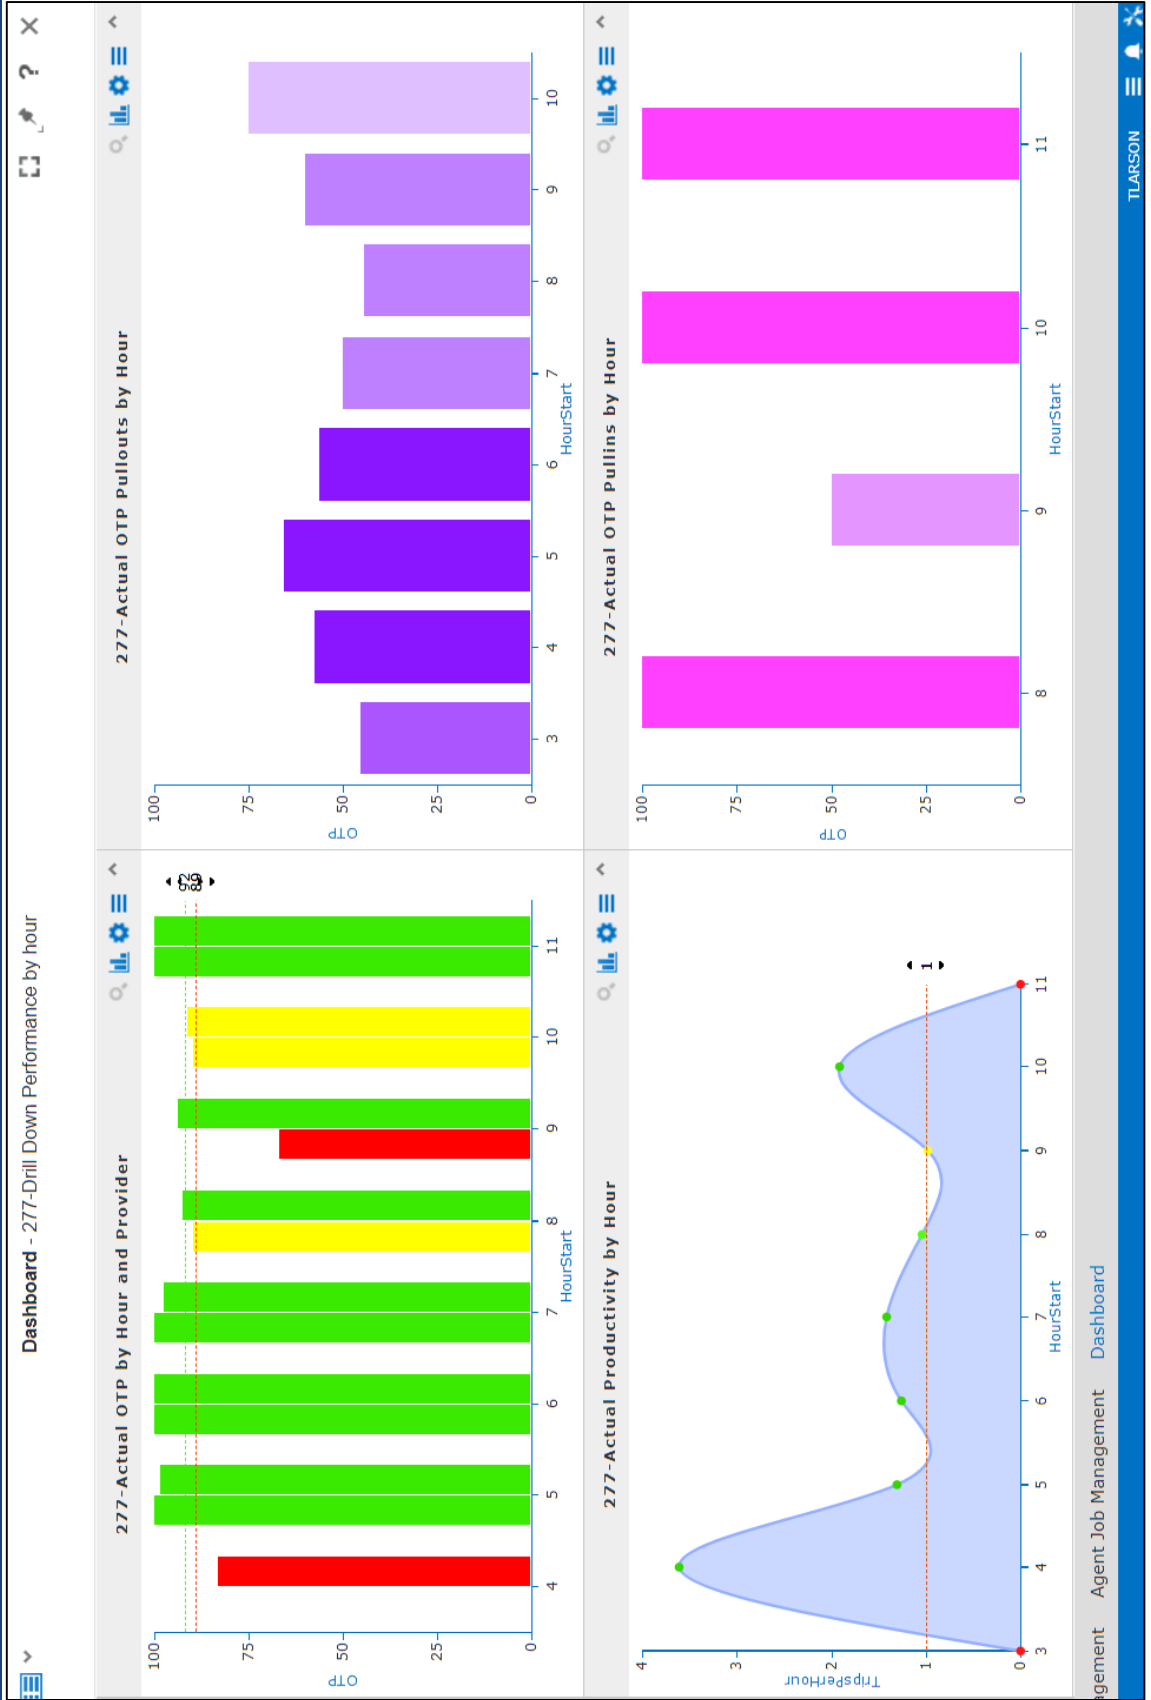 Dashboard - 277-Drill Down Performance by hour
?
277-Actual OTP by Hour and Provider
OTP
100
75
50
25
0
92
89
4 5 6 7 8 9 10 11
HourStart
277-Actual OTP Pullouts by Hour
OTP
100
75
50
25
0
3 4 5 6 7 8 9 10
HourStart
277-Actual Productivity by Hour
TripsPerHour
4
3
2
1
0
1
3 4 5 6 7 8 9 10 11
HourStart
277-Actual OTP Pullins by Hour
OTP
100
75
50
25
0
8 9 10 11
HourStart
agement Agent Job Management Dashboard
TLARSON